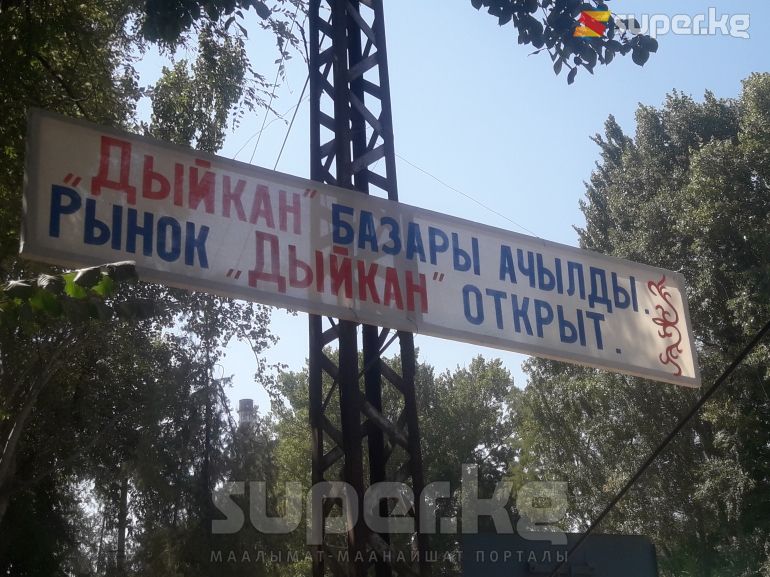 super.kg
„ДЫЙКАН" БАЗАРЫ АЧЫЛДЫ.
РЫНОК „ДЫЙКАН" ОТКРЫТ.
super.kg
МААЛЫМАТ-МААНАЙШАТ ПОРТАЛЫ